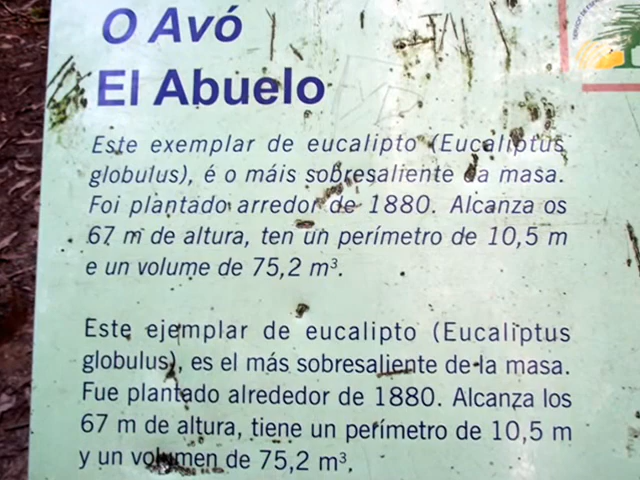 O Avó
El Abuelo
Este exemplar de eucalipto (Eucaliptus
globulus), é o máis sobresaliente da masa.
Foi plantado arredor de 1880. Alcanza os
67 m de altura, ten un perímetro de 10,5 m
e un volume de 75,2 m³.
Este ejemplar de eucalipto (Eucaliptus
globulus), es el más sobresaliente de la masa.
Fue plantado alrededor de 1880. Alcanza los
67 m de altura, tiene un perímetro de 10,5 m
y un volumen de 75,2 m³.